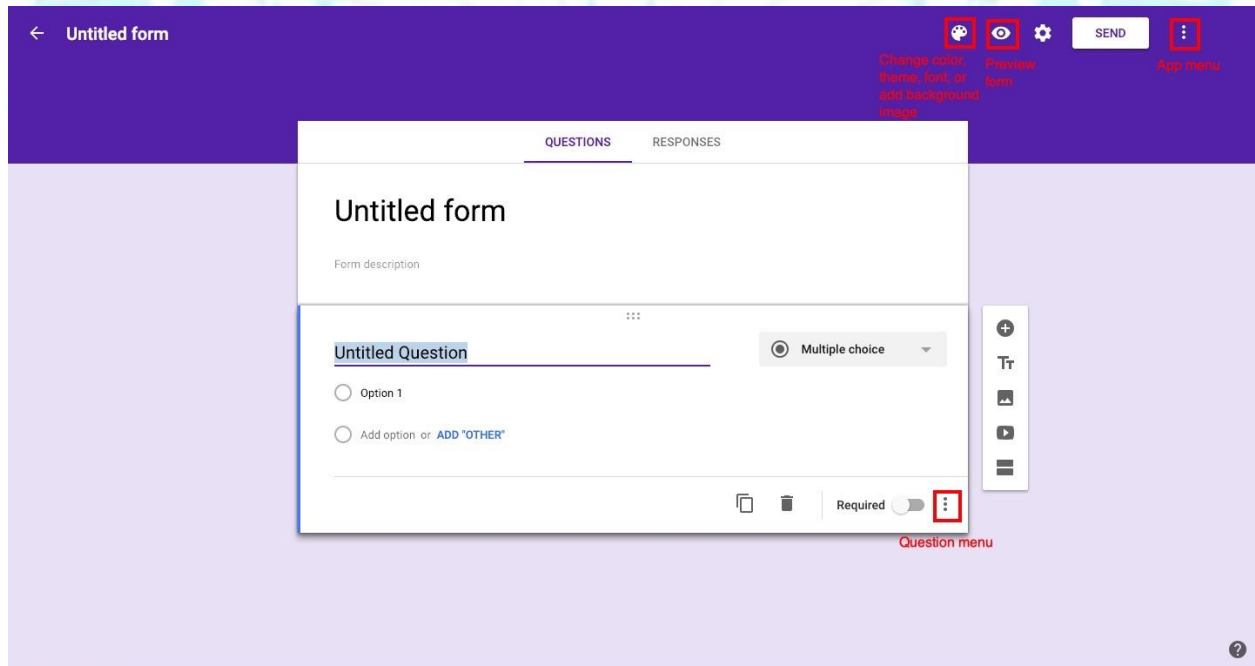 Untitled form
SEND
Change color,
theme, font, or
add background
image
Preview
form
App menu
QUESTIONS RESPONSES
Untitled form
Form description
Untitled Question
Multiple choice
Tт
Option 1
Add option or ADD "OTHER"
Required
Question menu